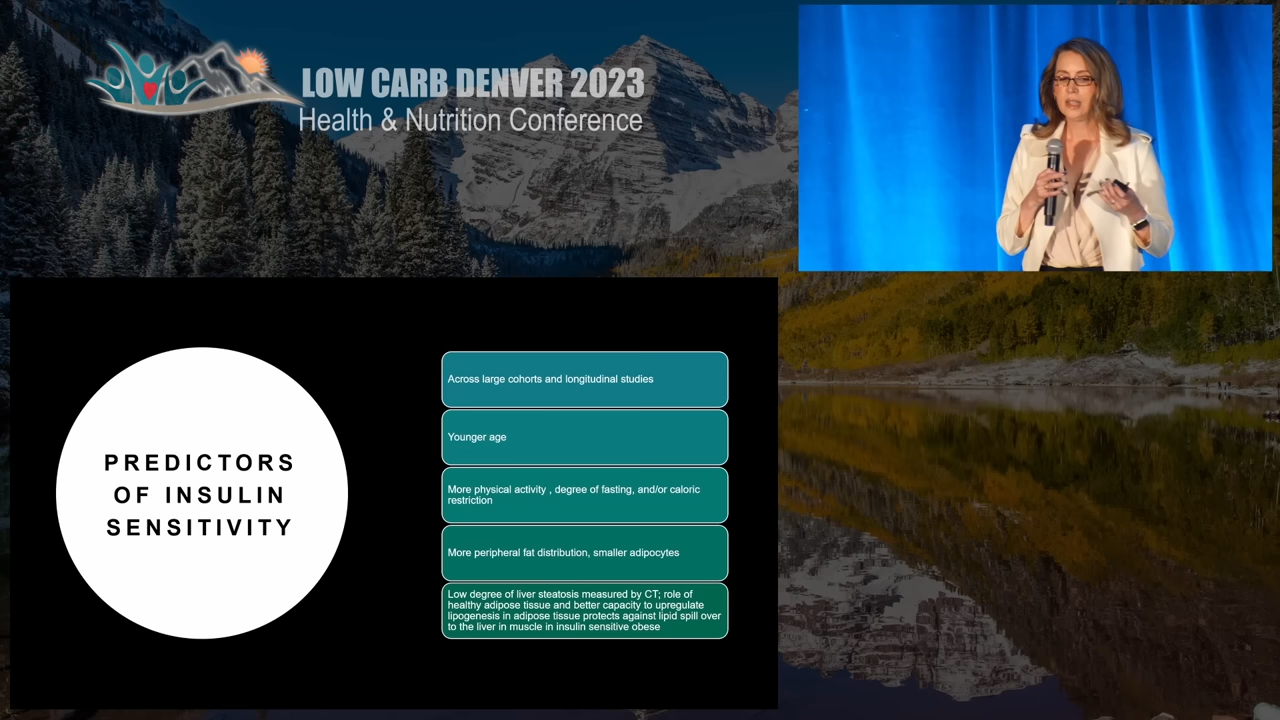 LOW CARB DENVER 2023
Health & Nutrition Conference
PREDICTORS
OF INSULIN
SENSITIVITY
Across large cohorts and longitudinal studies
Younger age
More physical activity , degree of fasting, and/or caloric
restriction
More peripheral fat distribution, smaller adipocytes
Low degree of liver steatosis measured by CT; role of
healthy adipose tissue and better capacity to upregulate
lipogenesis in adipose tissue protects against lipid spill over
to the liver in muscle in insulin sensitive obese